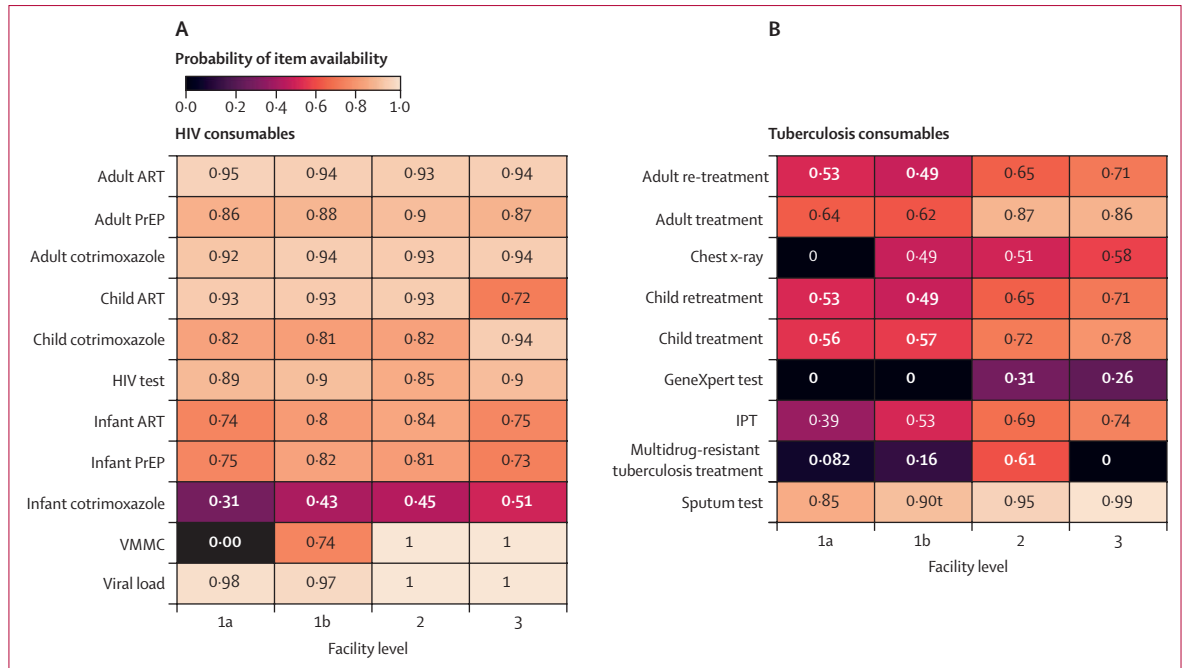 A
Probability of item availability
0·0 0·2 0·4 0·6 0·8 1·0
HIV consumables
Adult ART 0·95 0·94 0·93 0·94
Adult PrEP 0·86 0·88 0·9 0·87
Adult cotrimoxazole 0·92 0·94 0·93 0·94
Child ART 0·93 0·93 0·93 0·72
Child cotrimoxazole 0·82 0·81 0·82 0·94
HIV test 0·89 0·9 0·85 0·9
Infant ART 0·74 0·8 0·84 0·75
Infant PrEP 0·75 0·82 0·81 0·73
Infant cotrimoxazole 0·31 0·43 0·45 0·51
VMMC 0·00 0·74 1 1
Viral load 0·98 0·97 1 1
1a 1b 2 3
Facility level
B
Tuberculosis consumables
Adult re-treatment 0·53 0·49 0·65 0·71
Adult treatment 0·64 0·62 0·87 0·86
Chest x-ray 0 0·49 0·51 0·58
Child retreatment 0·53 0·49 0·65 0·71
Child treatment 0·56 0·57 0·72 0·78
GeneXpert test 0 0 0·31 0·26
IPT 0·39 0·53 0·69 0·74
Multidrug-resistant
tuberculosis treatment 0·082 0·16 0·61 0
Sputum test 0·85 0·90t 0·95 0·99
1a 1b 2 3
Facility level